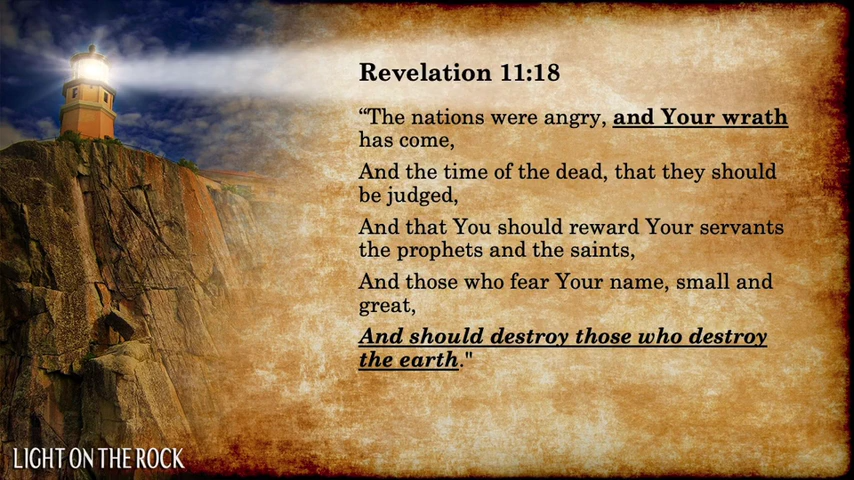 Revelation 11:18
“The nations were angry, and Your wrath
has come,
And the time of the dead, that they should
be judged,
And that You should reward Your servants
the prophets and the saints,
And those who fear Your name, small and
great,
And should destroy those who destroy
the earth."
LIGHT ON THE ROCK